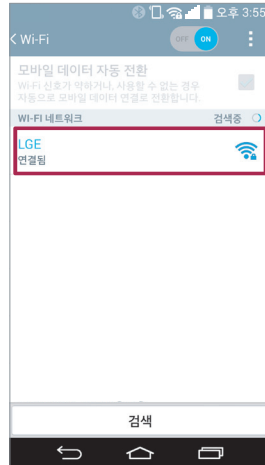 오후 3:55
Wi-Fi
OFF ON
모바일 데이터 자동 전환
Wi-Fi 신호가 약하거나, 사용할 수 없는 경우
자동으로 모바일 데이터 연결로 전환합니다.
WI-FI 네트워크 검색중
LGE
연결됨
검색